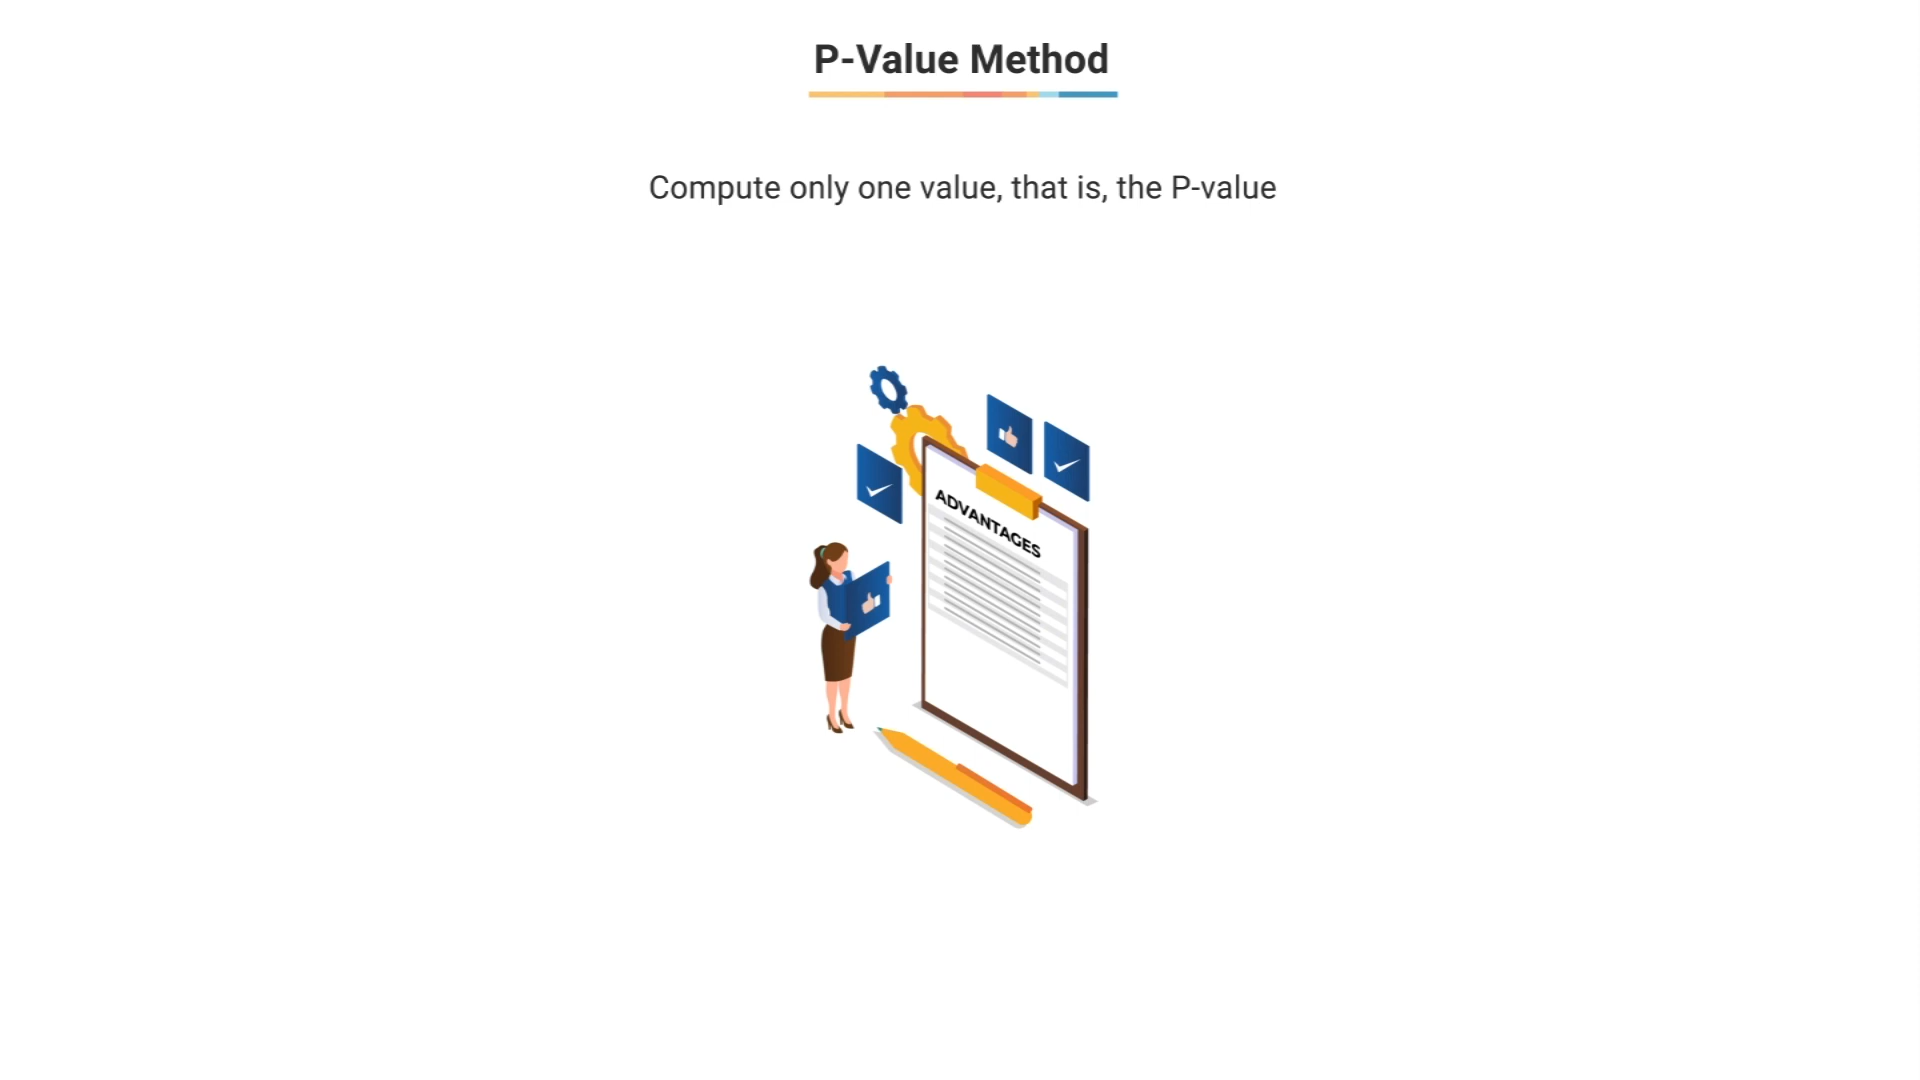 P-Value Method
Compute only one value, that is, the P-value
ADVANTAGES